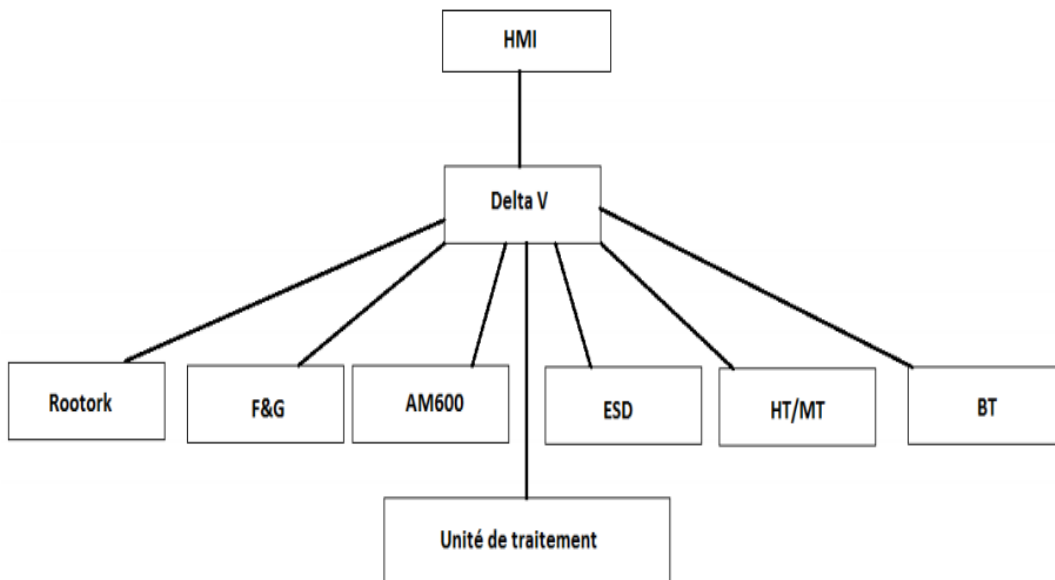 HMI
Delta V
Rootork
F&G
AM600
ESD
HT/MT
BT
Unité de traitement